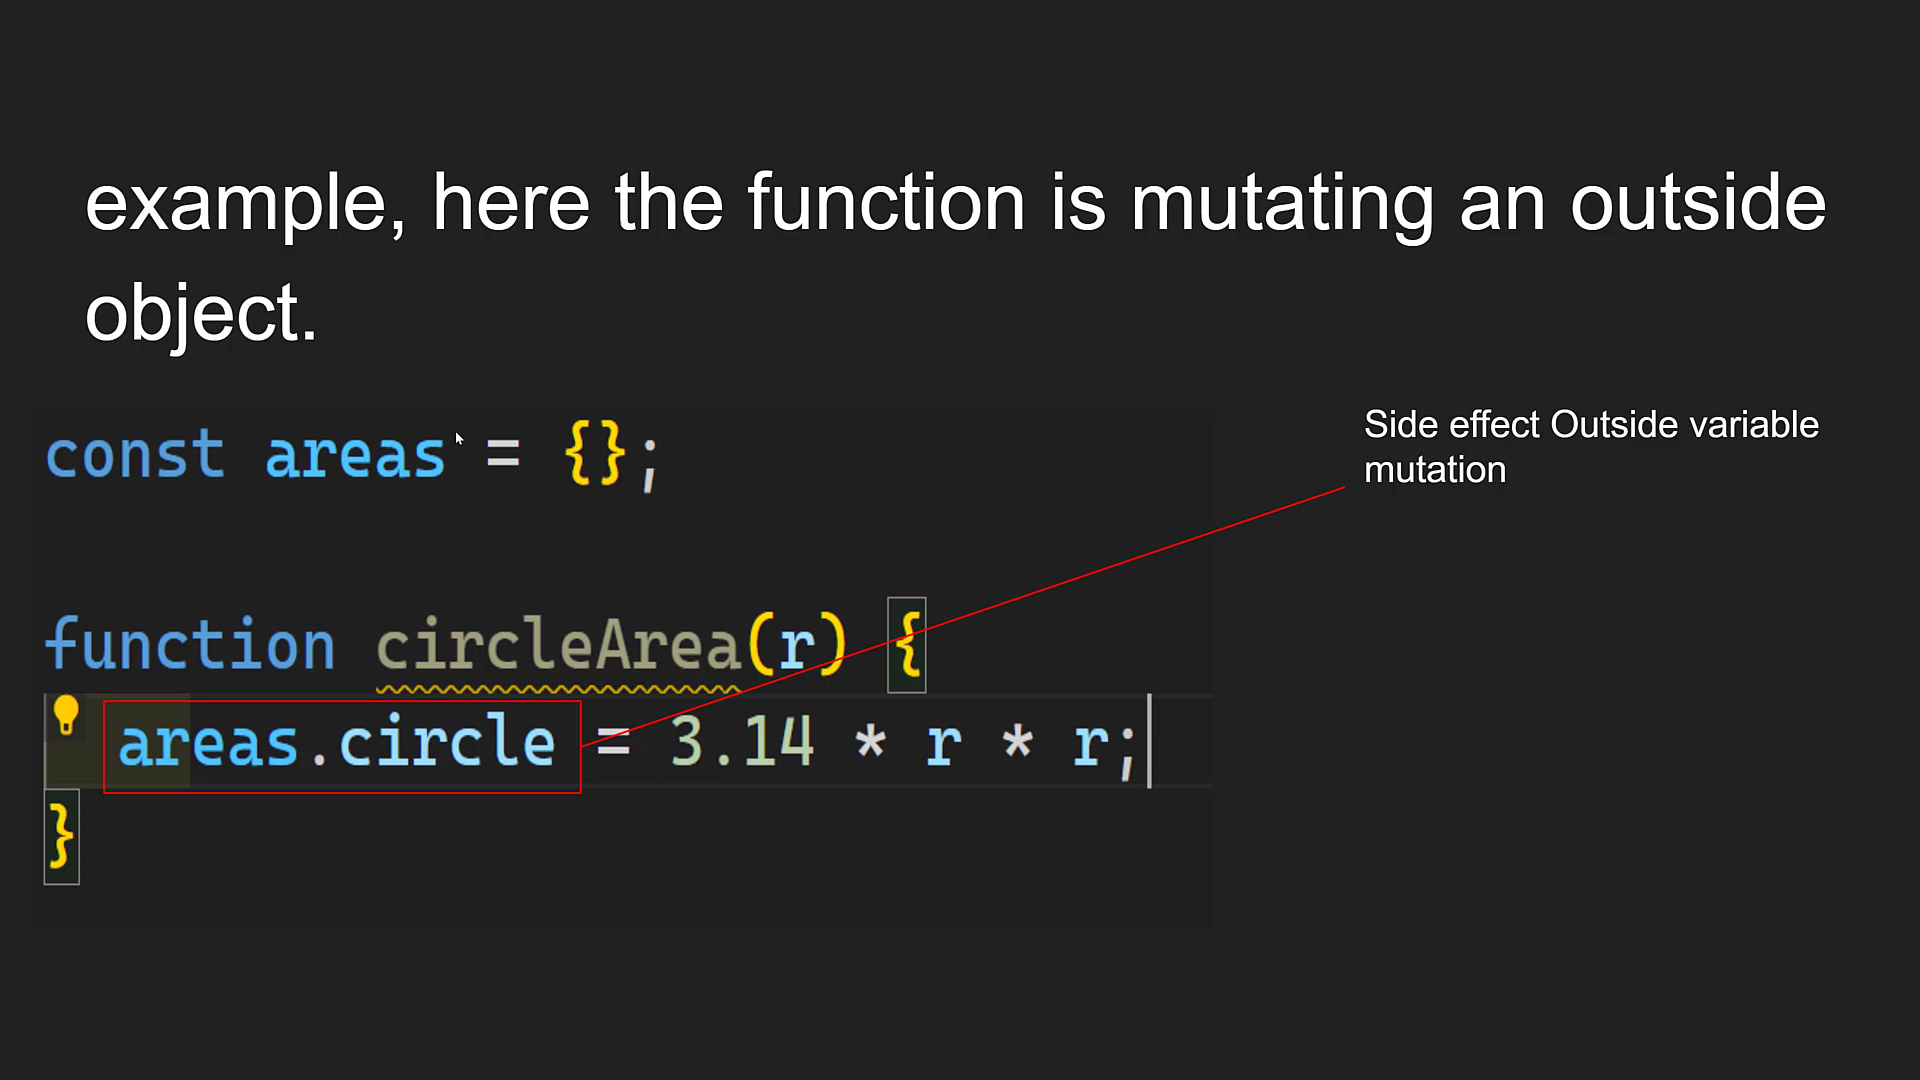 example, here the function is mutating an outside
object.
const areas = {};
Side effect Outside variable
mutation
function circleArea(r) {
areas.circle = 3.14 * r * r;
}